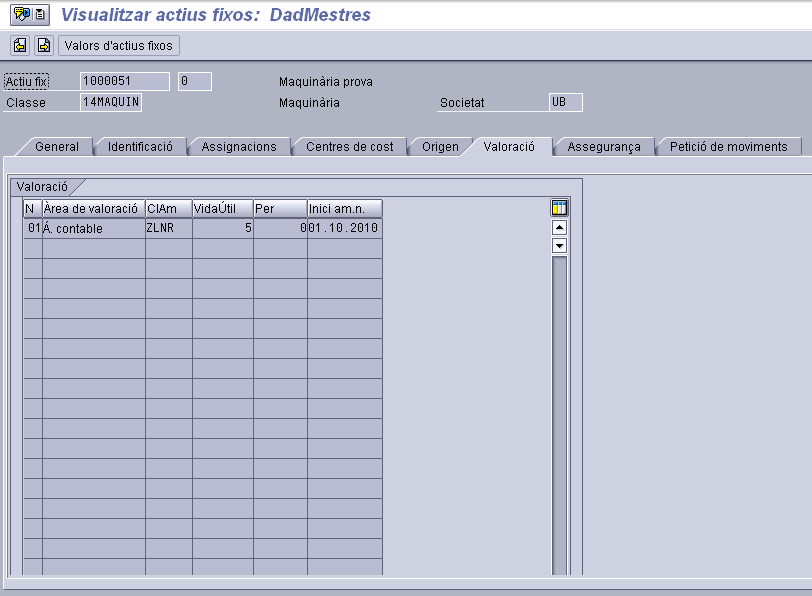 Visualitzar actius fixos: DadMestres
Valors d'actius fixos
Actiu fix 1000051 0 Maquinària prova
Classe 14MAQUIN Maquinària Societat UB
General Identificació Assignacions Centres de cost Origen Valoració Assegurança Petició de moviments
Valoració
N Àrea de valoració ClAm VidaÚtil Per Inici am.n.
01 Á. contable ZLNR 5 0 01.10.2010